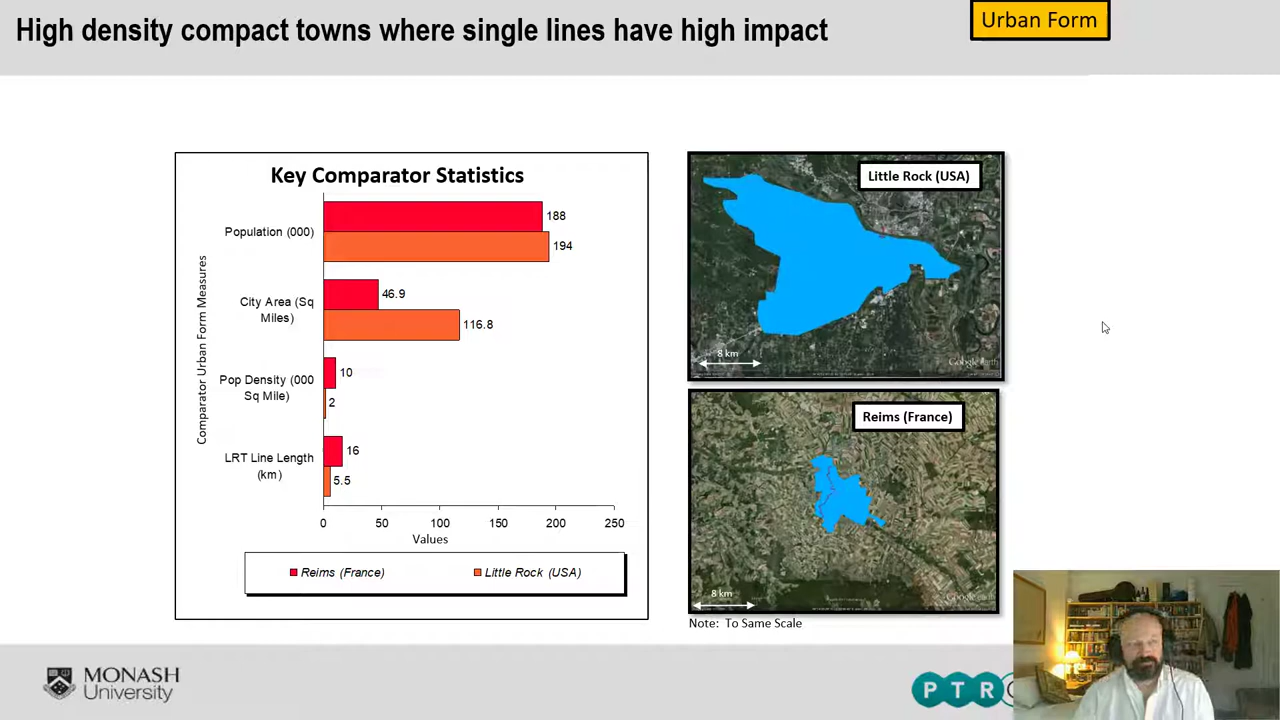 High density compact towns where single lines have high impact
Urban Form
Key Comparator Statistics
Comparator Urban Form Measures
Population (000)
188
194
City Area (Sq
Miles)
46.9
116.8
Pop Density (000
Sq Mile)
10
2
LRT Line Length
(km)
16
5.5
0 50 100 150 200 250
Values
Reims (France) Little Rock (USA)
Little Rock (USA)
8 km
Google earth
Reims (France)
8 km
Note: To Same Scale
MONASH
University
PTR